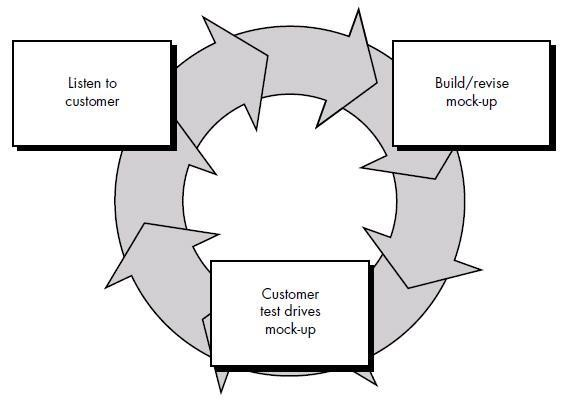 Listen to
customer
Build/revise
mock-up
Customer
test drives
mock-up